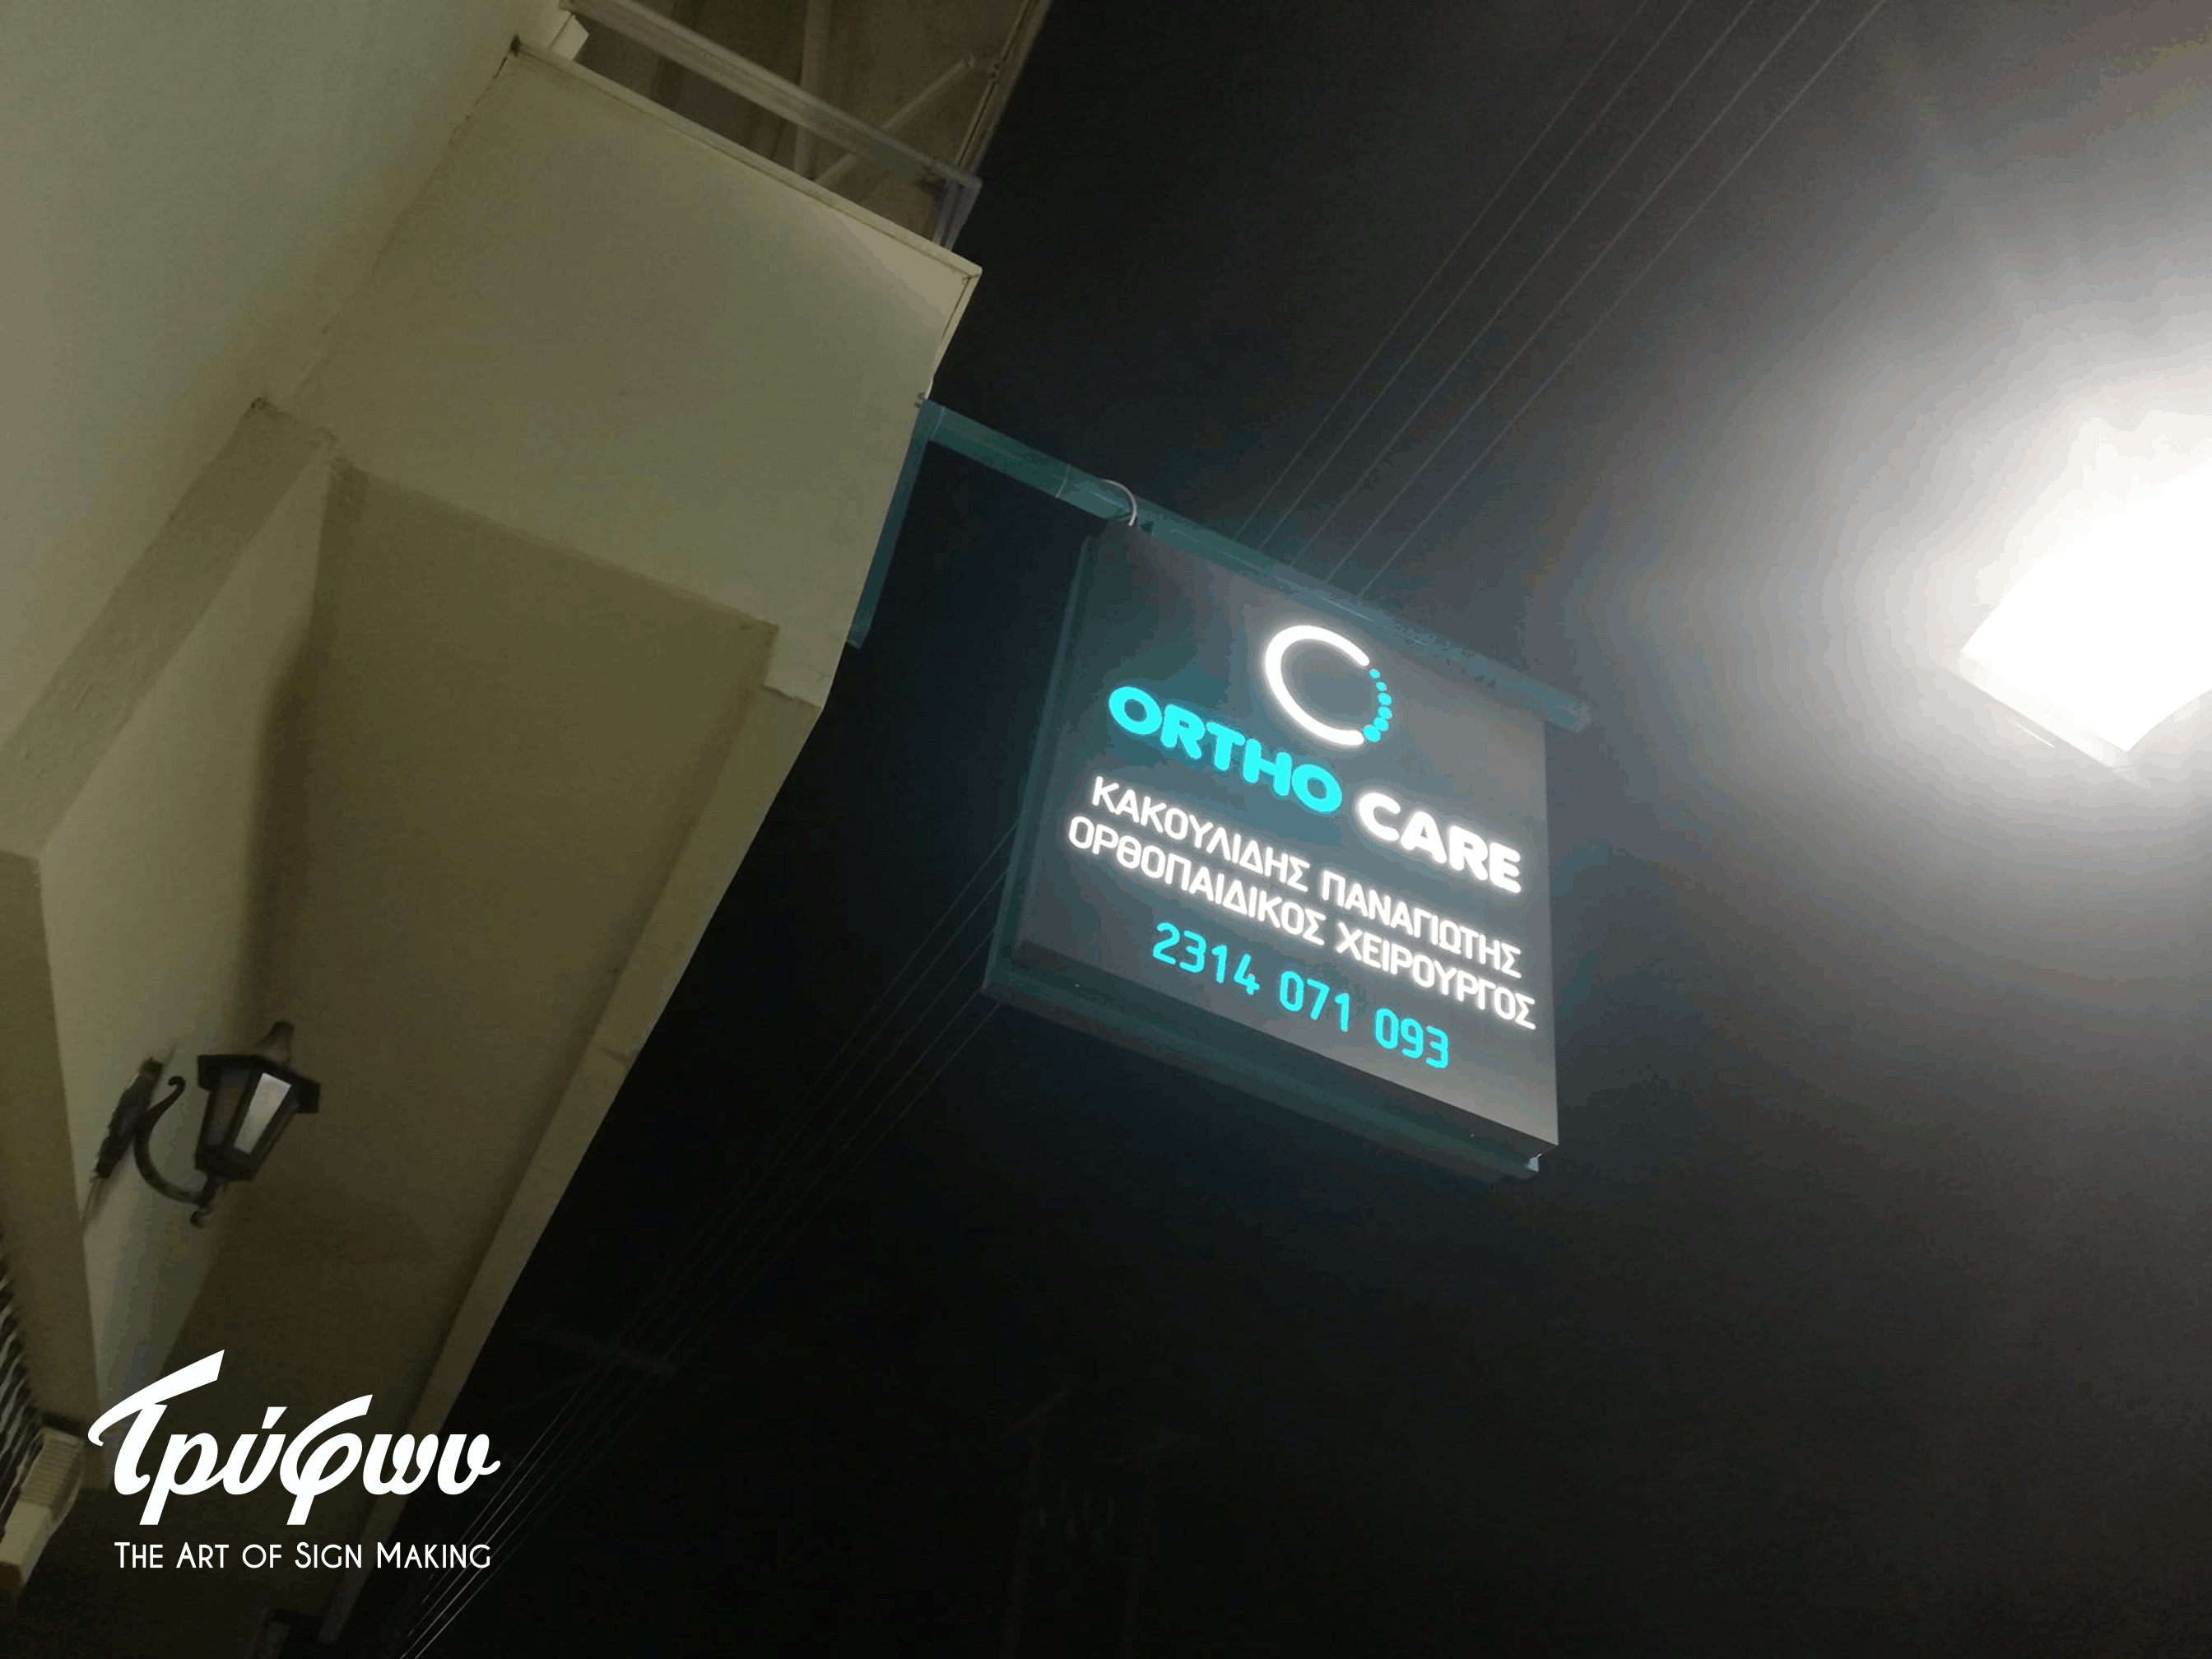 ORTHO CARE
ΚΑΚΟΥΛΙΔΗΣ ΠΑΝΑΓΙΩΤΗΣ
ΟΡΘΟΠΑΙΔΙΚΟΣ ΧΕΙΡΟΥΡΓΟΣ
2314 071 093
Τρύφων
THE ART OF SIGN MAKING